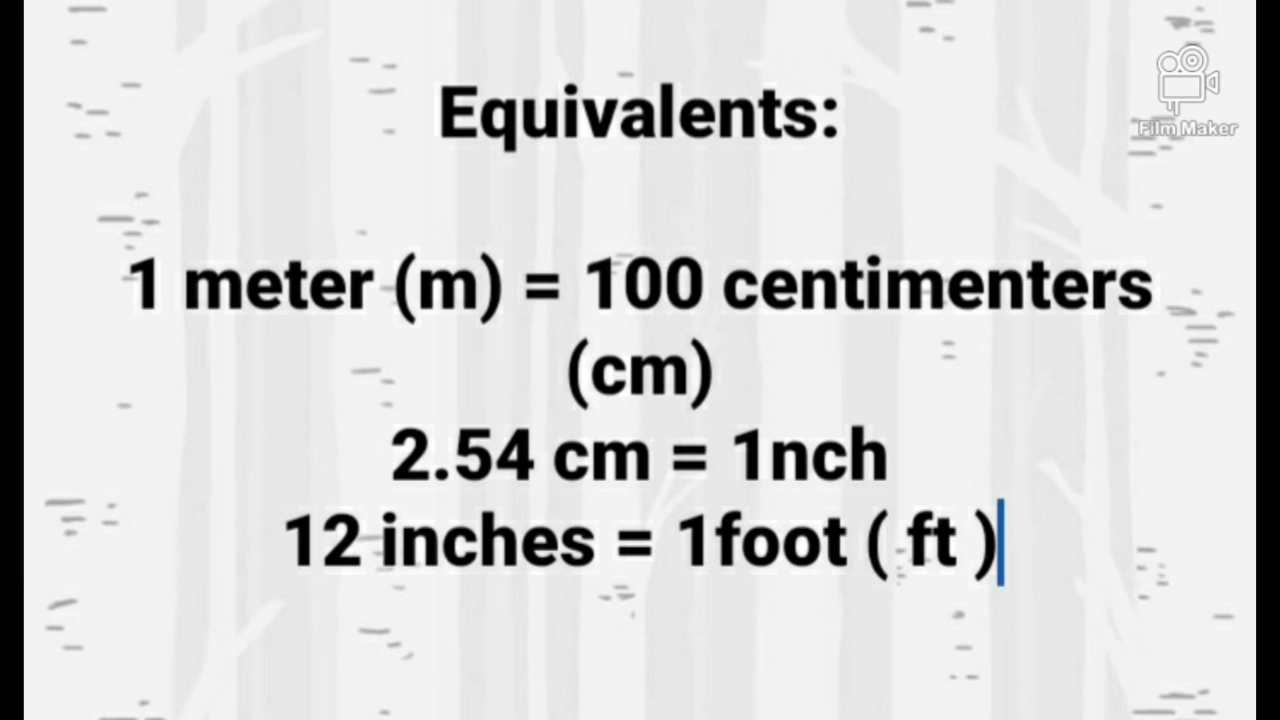 Film Maker
Equivalents:
1 meter (m) = 100 centimenters
(cm)
2.54 cm = 1nch
12 inches = 1foot ( ft )